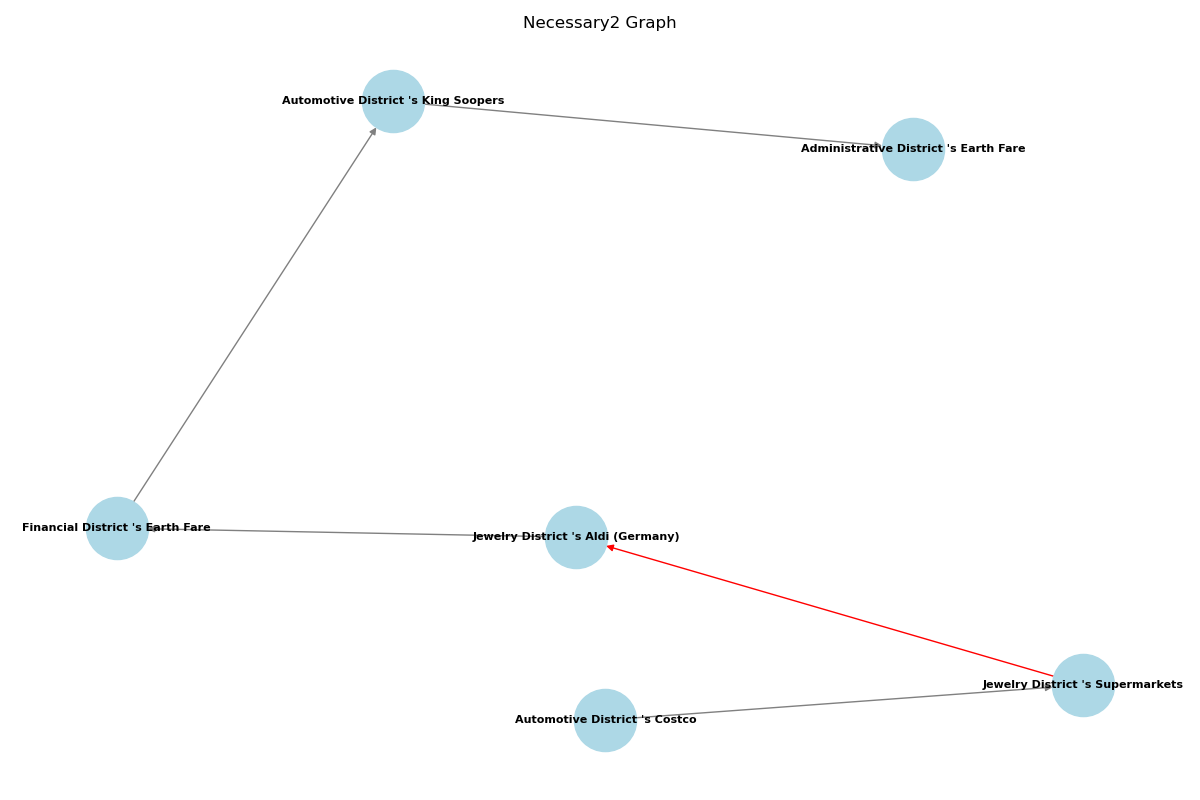 Necessary2 Graph
Automotive District 's King Soopers
Administrative District 's Earth Fare
Financial District 's Earth Fare
Jewelry District 's Aldi (Germany)
Jewelry District 's Supermarkets
Automotive District 's Costco